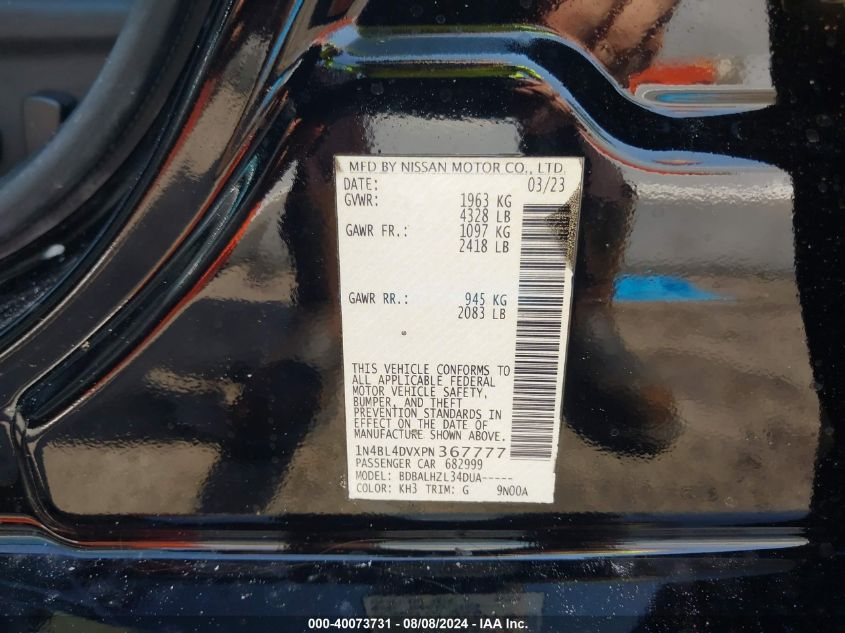 MFD BY NISSAN MOTOR CO., LTD.
DATE: 03/23
GVWR: 1963 KG
4328 LB
GAWR FR.: 1097 KG
2418 LB
GAWR RR.: 945 KG
2083 LB
THIS VEHICLE CONFORMS TO
ALL APPLICABLE FEDERAL
MOTOR VEHICLE SAFETY,
BUMPER, AND THEFT
PREVENTION STANDARDS IN
EFFECT ON THE DATE OF
MANUFACTURE SHOWN ABOVE.
1N4BL4DVXPN367777
PASSENGER CAR 682999
MODEL: BDBALHZL34DUA-----
COLOR: KH3 TRIM: G 9N00A
000-40073731 - 08/08/2024 - IAA Inc.